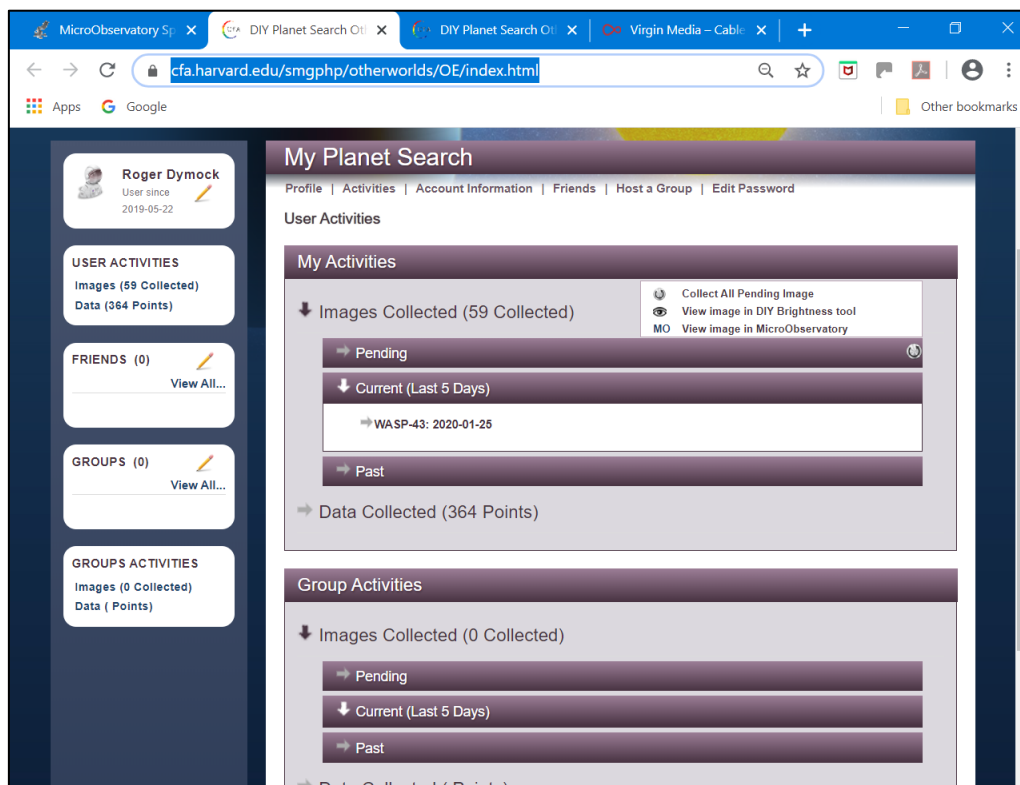 MicroObservatory Sp
CfA
DIY Planet Search Ot
DIY Planet Search Ot
Virgin Media – Cable
cfa.harvard.edu/smgphp/otherworlds/OE/index.html
Apps
Google
Other bookmarks
Roger Dymock
User since
2019-05-22
USER ACTIVITIES
Images (59 Collected)
Data (364 Points)
FRIENDS (0)
View All...
GROUPS (0)
View All...
GROUPS ACTIVITIES
Images (0 Collected)
Data ( Points)
My Planet Search
Profile | Activities | Account Information | Friends | Host a Group | Edit Password
User Activities
My Activities
Images Collected (59 Collected)
Collect All Pending Image
View image in DIY Brightness tool
MO View image in MicroObservatory
Pending
Current (Last 5 Days)
WASP-43: 2020-01-25
Past
Data Collected (364 Points)
Group Activities
Images Collected (0 Collected)
Pending
Current (Last 5 Days)
Past
Data Collected ( Points)